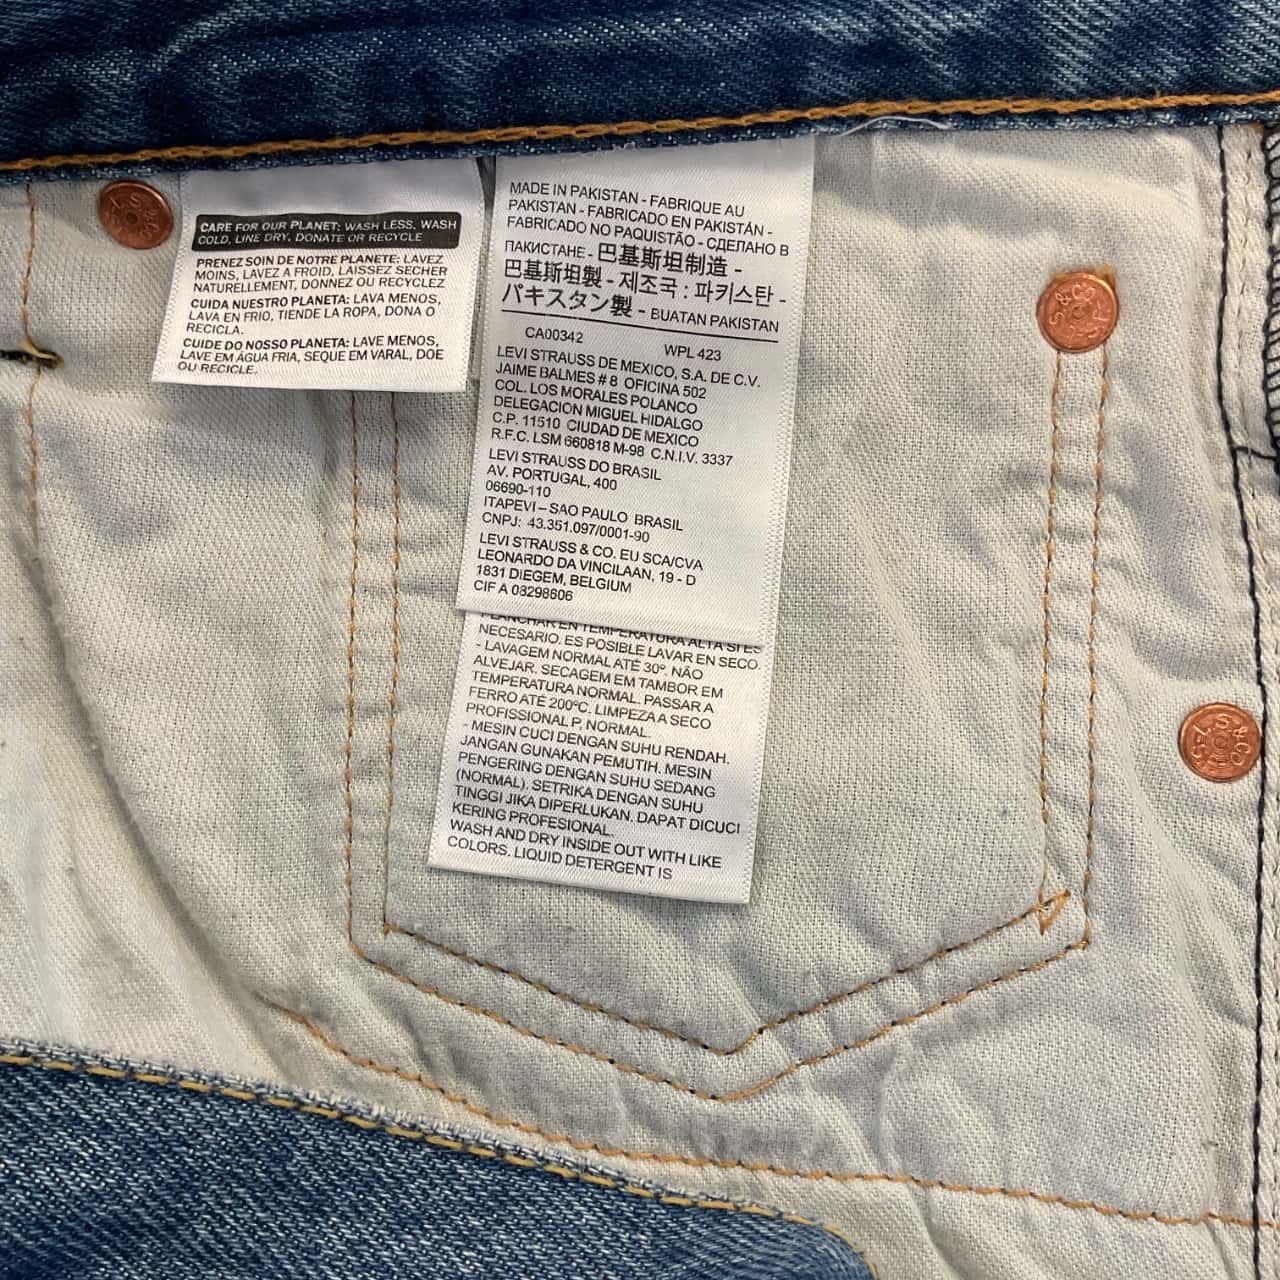 CARE FOR OUR PLANET: WASH LESS, WASH
COLD, LINE DRY, DONATE OR RECYCLE
PRENEZ SOIN DE NOTRE PLANETE: LAVEZ
MOINS, LAVEZ A FROID, LAISSEZ SECHER
NATURELLEMENT, DONNEZ OU RECYCLEZ
CUIDA NUESTRO PLANETA: LAVA MENOS,
LAVA EN FRIO, TIENDE LA ROPA, DONA O
RECICLA.
CUIDE DO NOSSO PLANETA: LAVE MENOS,
LAVE EM ÁGUA FRIA, SEQUE EM VARAL, DOE
OU RECICLE.
MADE IN PAKISTAN - FABRIQUE AU
PAKISTAN - FABRICADO EN PAKISTÁN -
FABRICADO NO PAQUISTÃO - СДЕЛАНО В
ПАКИСТАНЕ - 巴基斯坦制造 -
巴基斯坦製 - 제조국 : 파키스탄 -
パキスタン製 - BUATAN PAKISTAN
CA00342 WPL 423
LEVI STRAUSS DE MEXICO, S.A. DE C.V.
JAIME BALMES # 8 OFICINA 502
COL. LOS MORALES POLANCO
DELEGACION MIGUEL HIDALGO
C.P. 11510 CIUDAD DE MEXICO
R.F.C. LSM 660818 M-98 C.N.I.V. 3337
LEVI STRAUSS DO BRASIL
AV. PORTUGAL, 400
06690-110
ITAPEVI – SAO PAULO BRASIL
CNPJ: 43.351.097/0001-90
LEVI STRAUSS & CO. EU SCA/CVA
LEONARDO DA VINCILAAN, 19 - D
1831 DIEGEM, BELGIUM
CIF A 08298606
PLANCHAR EN TEMPERATURA ALTA SI ES
NECESARIO. ES POSIBLE LAVAR EN SECO.
- LAVAGEM NORMAL ATÉ 30º. NÃO
ALVEJAR. SECAGEM EM TAMBOR EM
TEMPERATURA NORMAL. PASSAR A
FERRO ATÉ 200ºC. LIMPEZA A SECO
PROFISSIONAL P. NORMAL.
- MESIN CUCI DENGAN SUHU RENDAH.
JANGAN GUNAKAN PEMUTIH. MESIN
PENGERING DENGAN SUHU SEDANG
(NORMAL). SETRIKA DENGAN SUHU
TINGGI JIKA DIPERLUKAN. DAPAT DICUCI
KERING PROFESIONAL.
WASH AND DRY INSIDE OUT WITH LIKE
COLORS. LIQUID DETERGENT IS
L.S.&CO